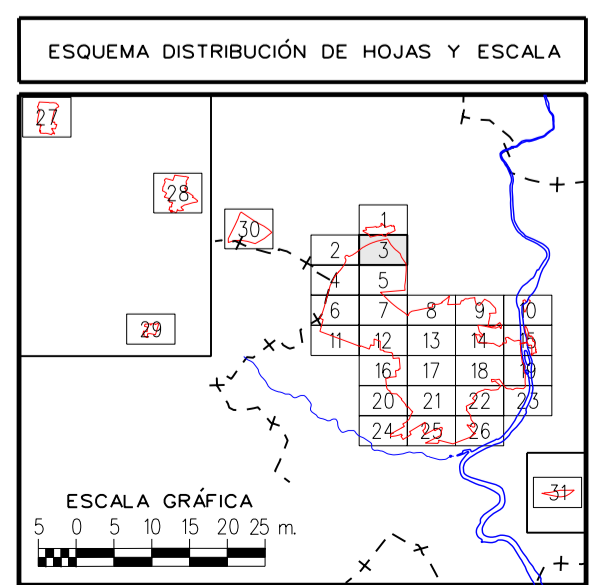 ESQUEMA DISTRIBUCIÓN DE HOJAS Y ESCALA
27
28
1
30
2 3
4 5
6 7 8 9 10
29
11 12 13 14 15
16 17 18 19
20 21 22 23
24 25 26
31
ESCALA GRÁFICA
5 0 5 10 15 20 25 m.